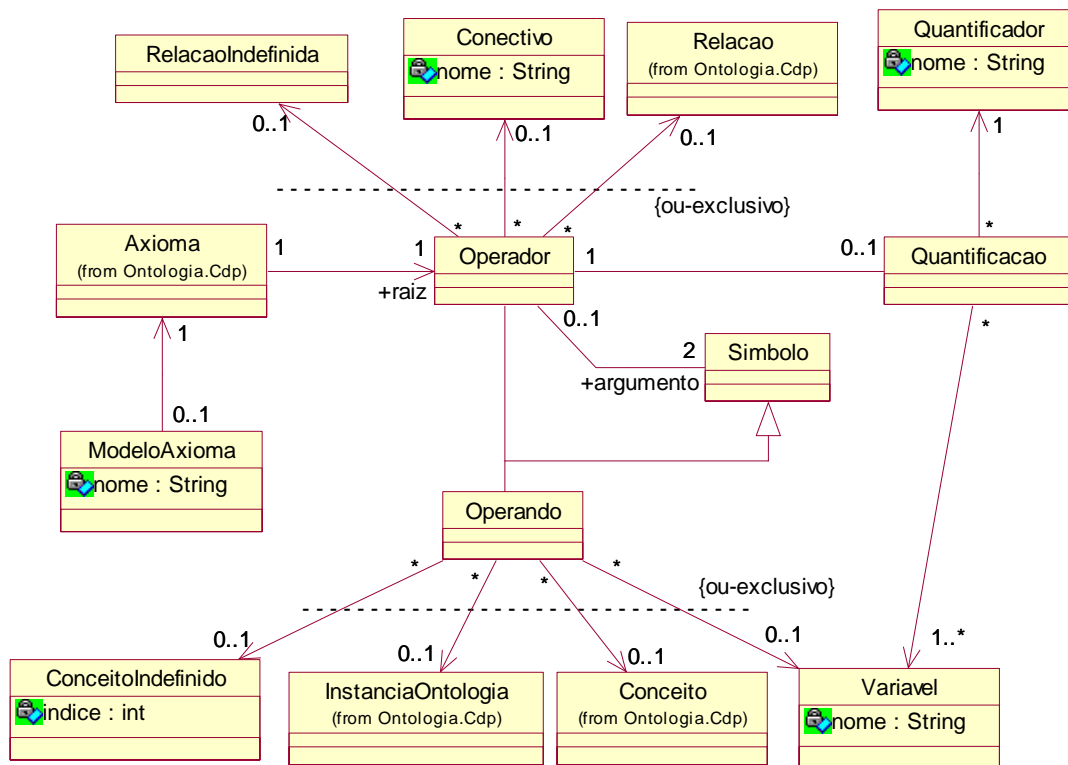 RelacaoIndefinida
Conectivo
nome : String
Relacao
(from Ontologia.Cdp)
Quantificador
nome : String
0..1
0..1
0..1
1
{ou-exclusivo}
*
*
*
*
Axioma
(from Ontologia.Cdp)
1
1
+raiz
Operador
1
0..1
Quantificacao
*
0..1
2
+argumento
Simbolo
1
0..1
ModeloAxioma
nome : String
Operando
*
*
*
*
{ou-exclusivo}
0..1
0..1
0..1
0..1
1..*
ConceitoIndefinido
indice : int
InstanciaOntologia
(from Ontologia.Cdp)
Conceito
(from Ontologia.Cdp)
Variavel
nome : String